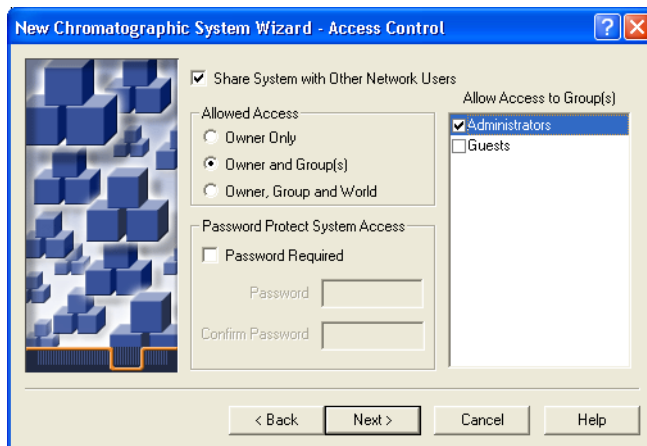 New Chromatographic System Wizard - Access Control
Share System with Other Network Users
Allowed Access
Owner Only
Owner and Group(s)
Owner, Group and World
Password Protect System Access
Password Required
Password
Confirm Password
Allow Access to Group(s)
Administrators
Guests
< Back
Next >
Cancel
Help